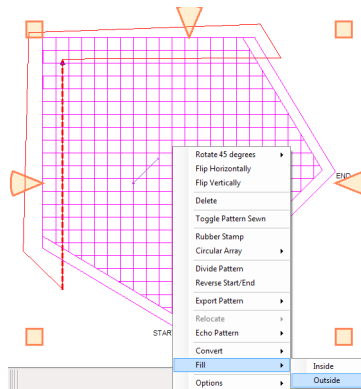 Rotate 45 degrees
Flip Horizontally
Flip Vertically
Delete
END
Toggle Pattern Sewn
Rubber Stamp
Circular Array
Divide Pattern
Reverse Start/End
Export Pattern
Relocate
START
Echo Pattern
Convert
Fill
Inside
Options
Outside